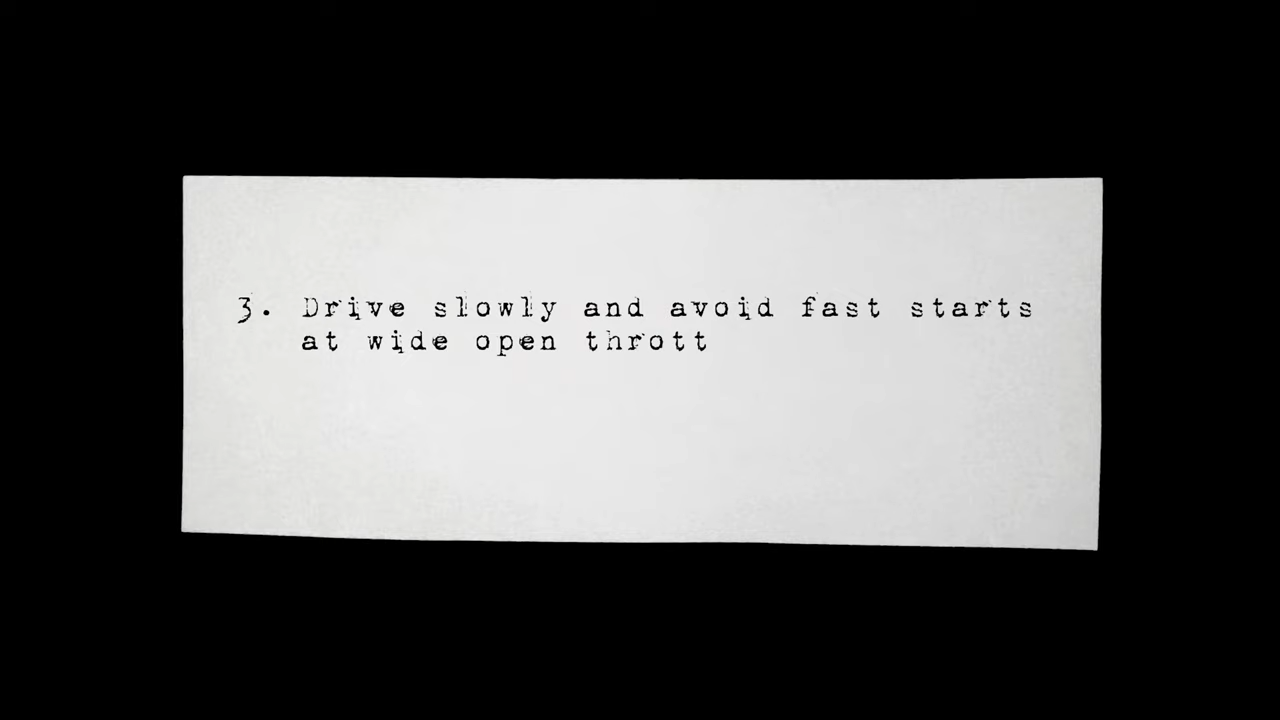 3. Drive slowly and avoid fast starts
at wide open thrott